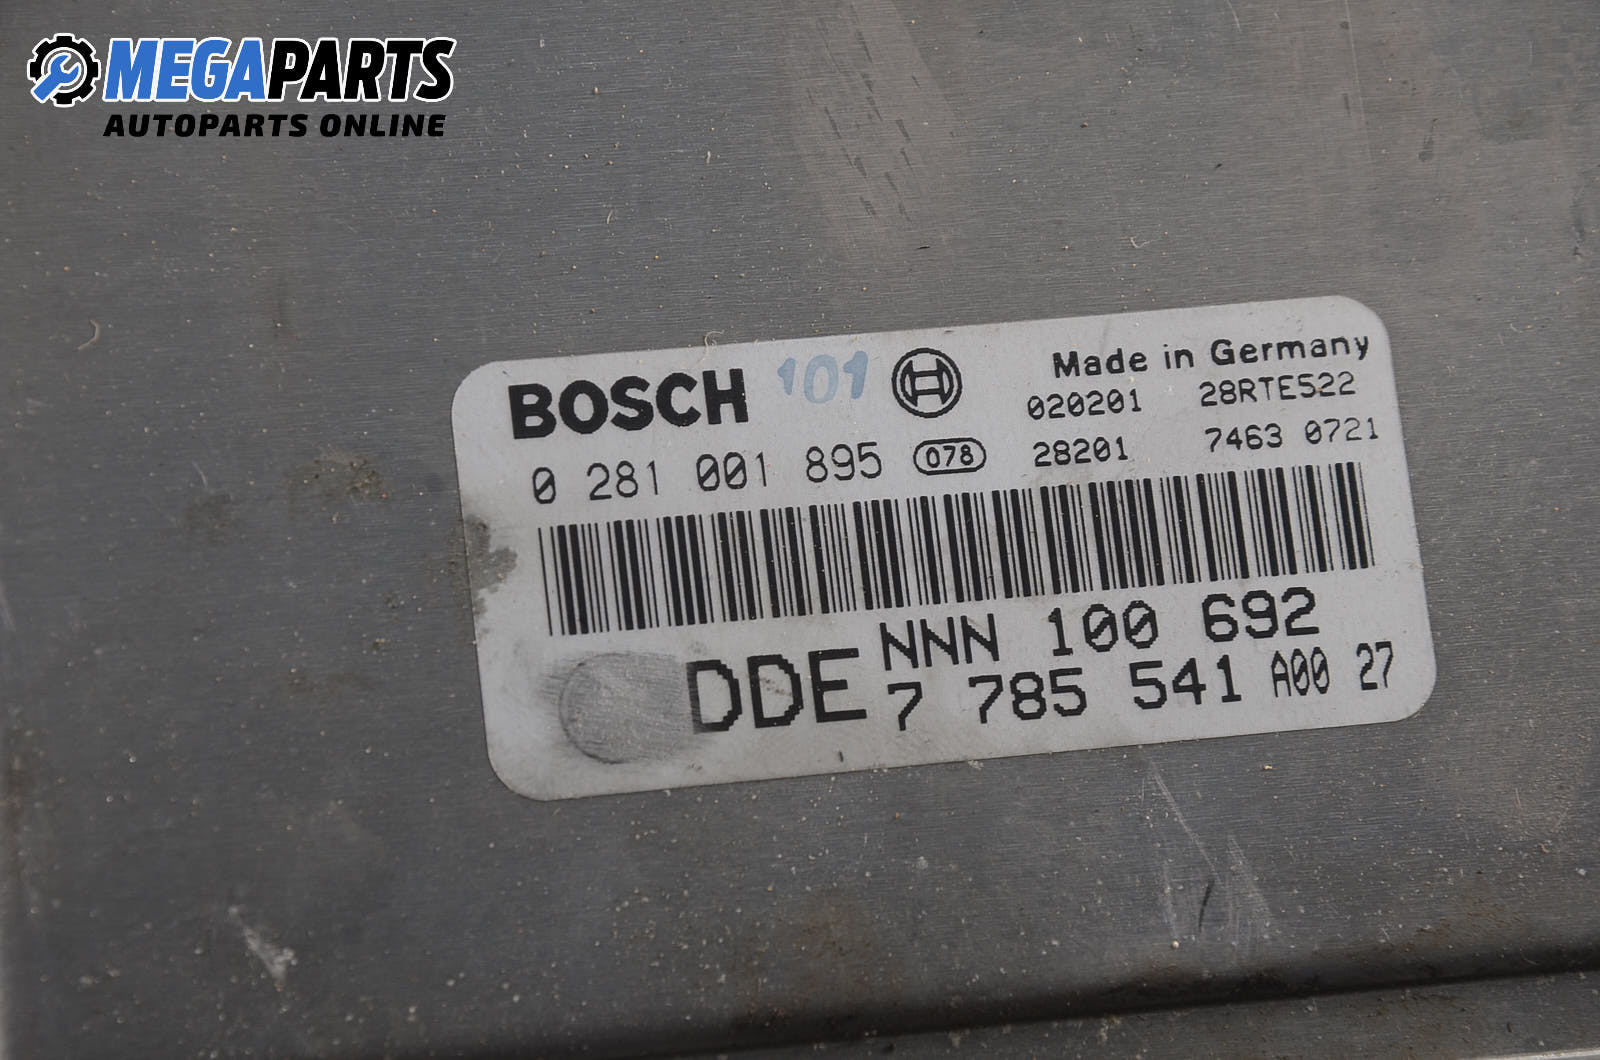 MEGAPARTS
AUTOPARTS ONLINE
BOSCH 101 Made in Germany
020201 28RTES22
0 281 001 895 078 28201 7463 0721
NNN 100 692
DDE 7 785 541 A00 27